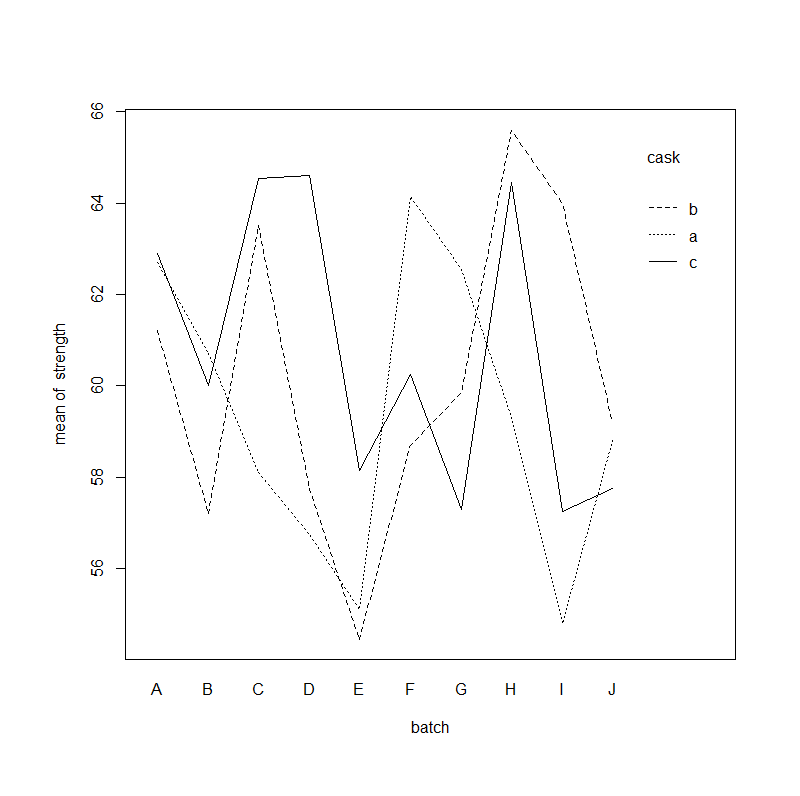 66
64
62
60
58
56
mean of strength
cask
b
a
c
A B C D E F G H I J
batch